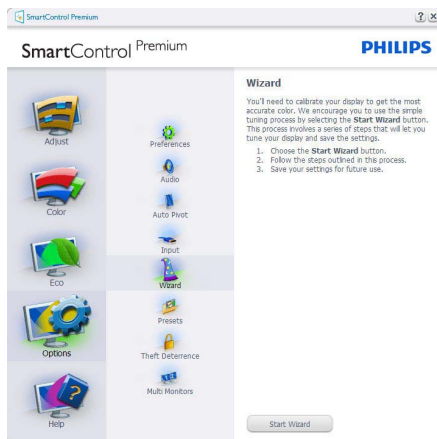 SmartControl Premium
? x
SmartControl Premium
PHILIPS
Adjust
Color
Eco
Options
Help
Preferences
Audio
Auto Pivot
Input
Wizard
Presets
Theft Deterrence
Multi Monitors
Wizard
You'll need to calibrate your display to get the most
accurate color. We encourage you to use the simple
tuning process by selecting the Start Wizard button.
This process involves a series of steps that will let you
tune your display and save the settings.
1. Choose the Start Wizard button.
2. Follow the steps outlined in this process.
3. Save your settings for future use.
Start Wizard